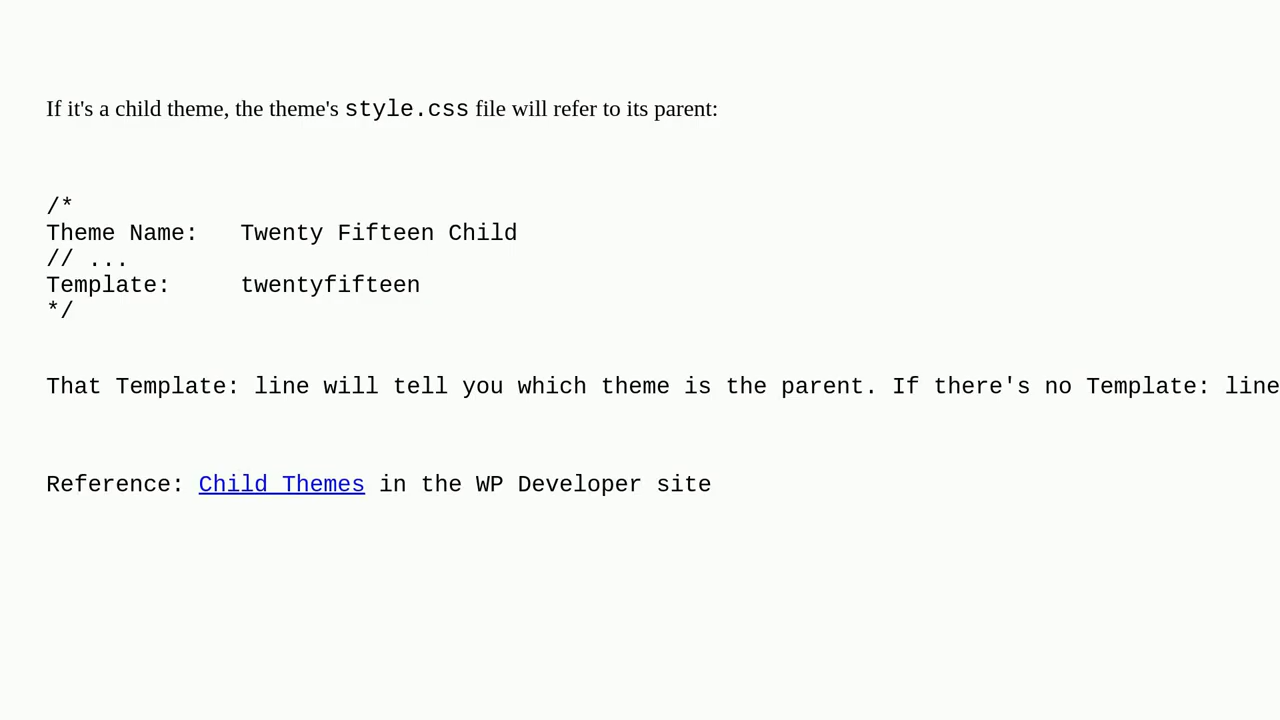 If it's a child theme, the theme's style.css file will refer to its parent:
/*
Theme Name:   Twenty Fifteen Child
// ...
Template:     twentyfifteen
*/
That Template: line will tell you which theme is the parent. If there's no Template: line
Reference: Child Themes in the WP Developer site